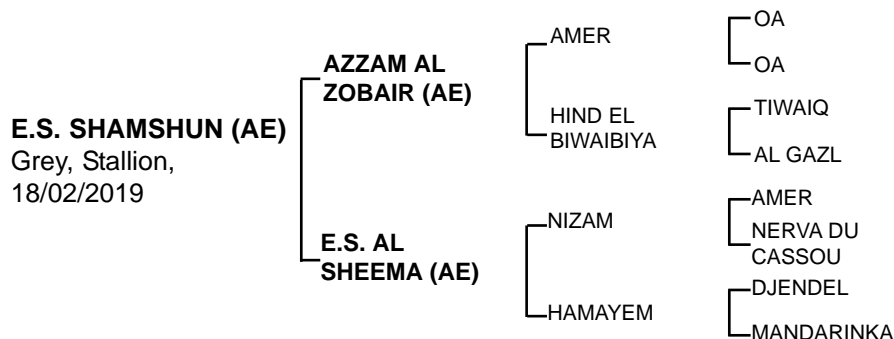 E.S. SHAMSHUN (AE)
Grey, Stallion,
18/02/2019
AZZAM AL
ZOBAIR (AE)
E.S. AL
SHEEMA (AE)
AMER
HIND EL
BIWAIBIYA
NIZAM
HAMAYEM
OA
OA
TIWAIQ
AL GAZL
AMER
NERVA DU
CASSOU
DJENDEL
MANDARINKA